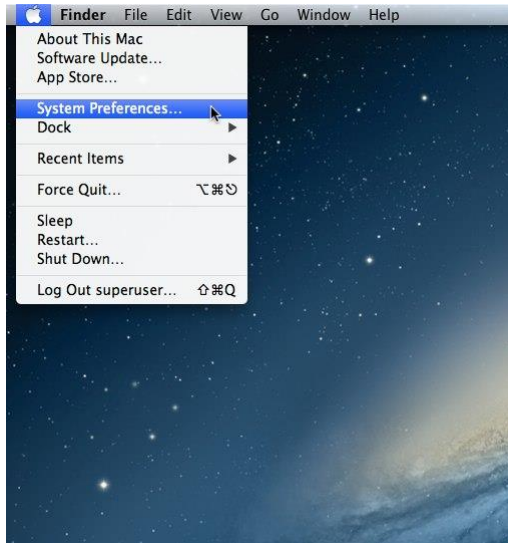 Finder File Edit View Go Window Help
About This Mac
Software Update...
App Store...
System Preferences...
Dock ▶
Recent Items ▶
Force Quit... ⌥⌘⎋
Sleep
Restart...
Shut Down...
Log Out superuser... ⇧⌘Q